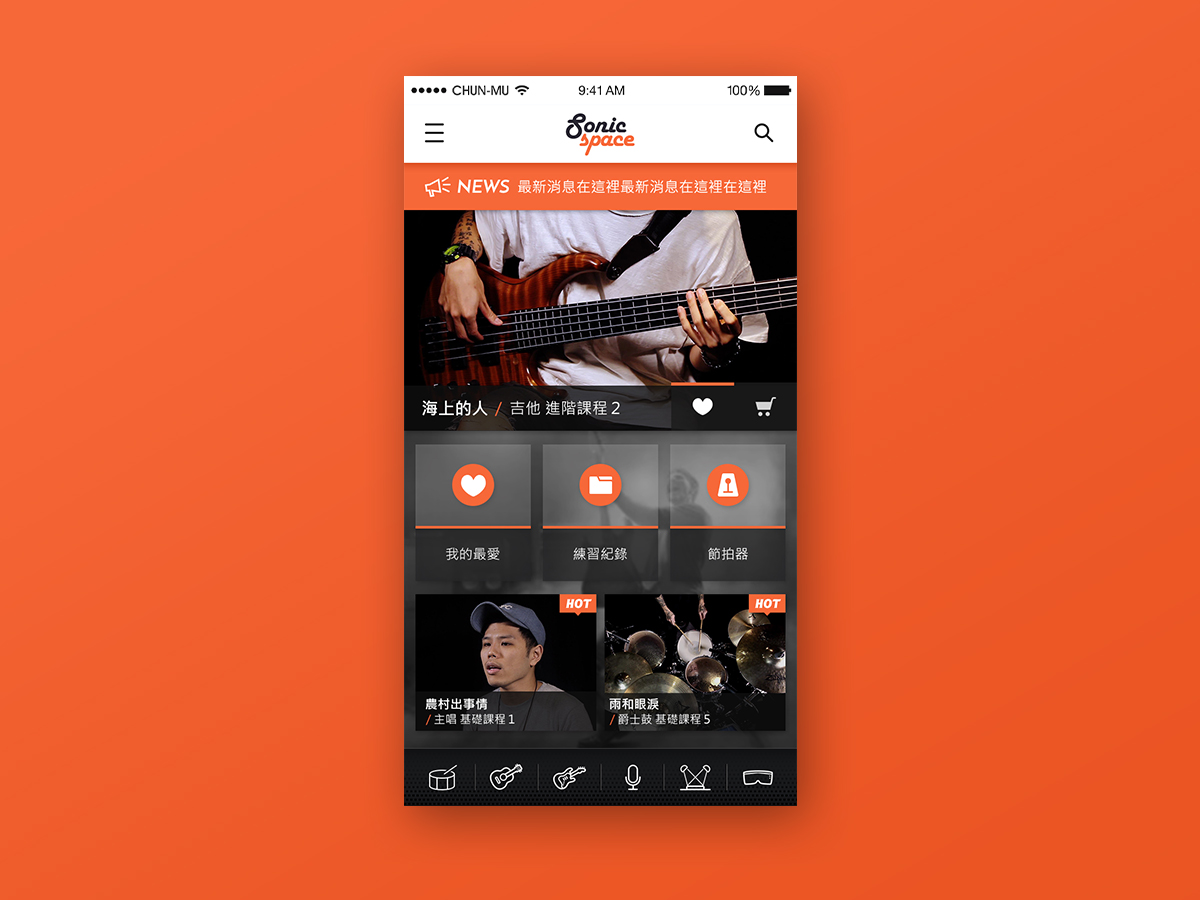 CHUN-MU 9:41 AM 100%
Sonic
space
NEWS 最新消息在這裡最新消息在這裡在這裡
海上的人 / 吉他 進階課程 2
我的最愛 練習紀錄 節拍器
HOT HOT
農村出事情
/ 主唱 基礎課程 1
雨和眼淚
/ 爵士鼓 基礎課程 5